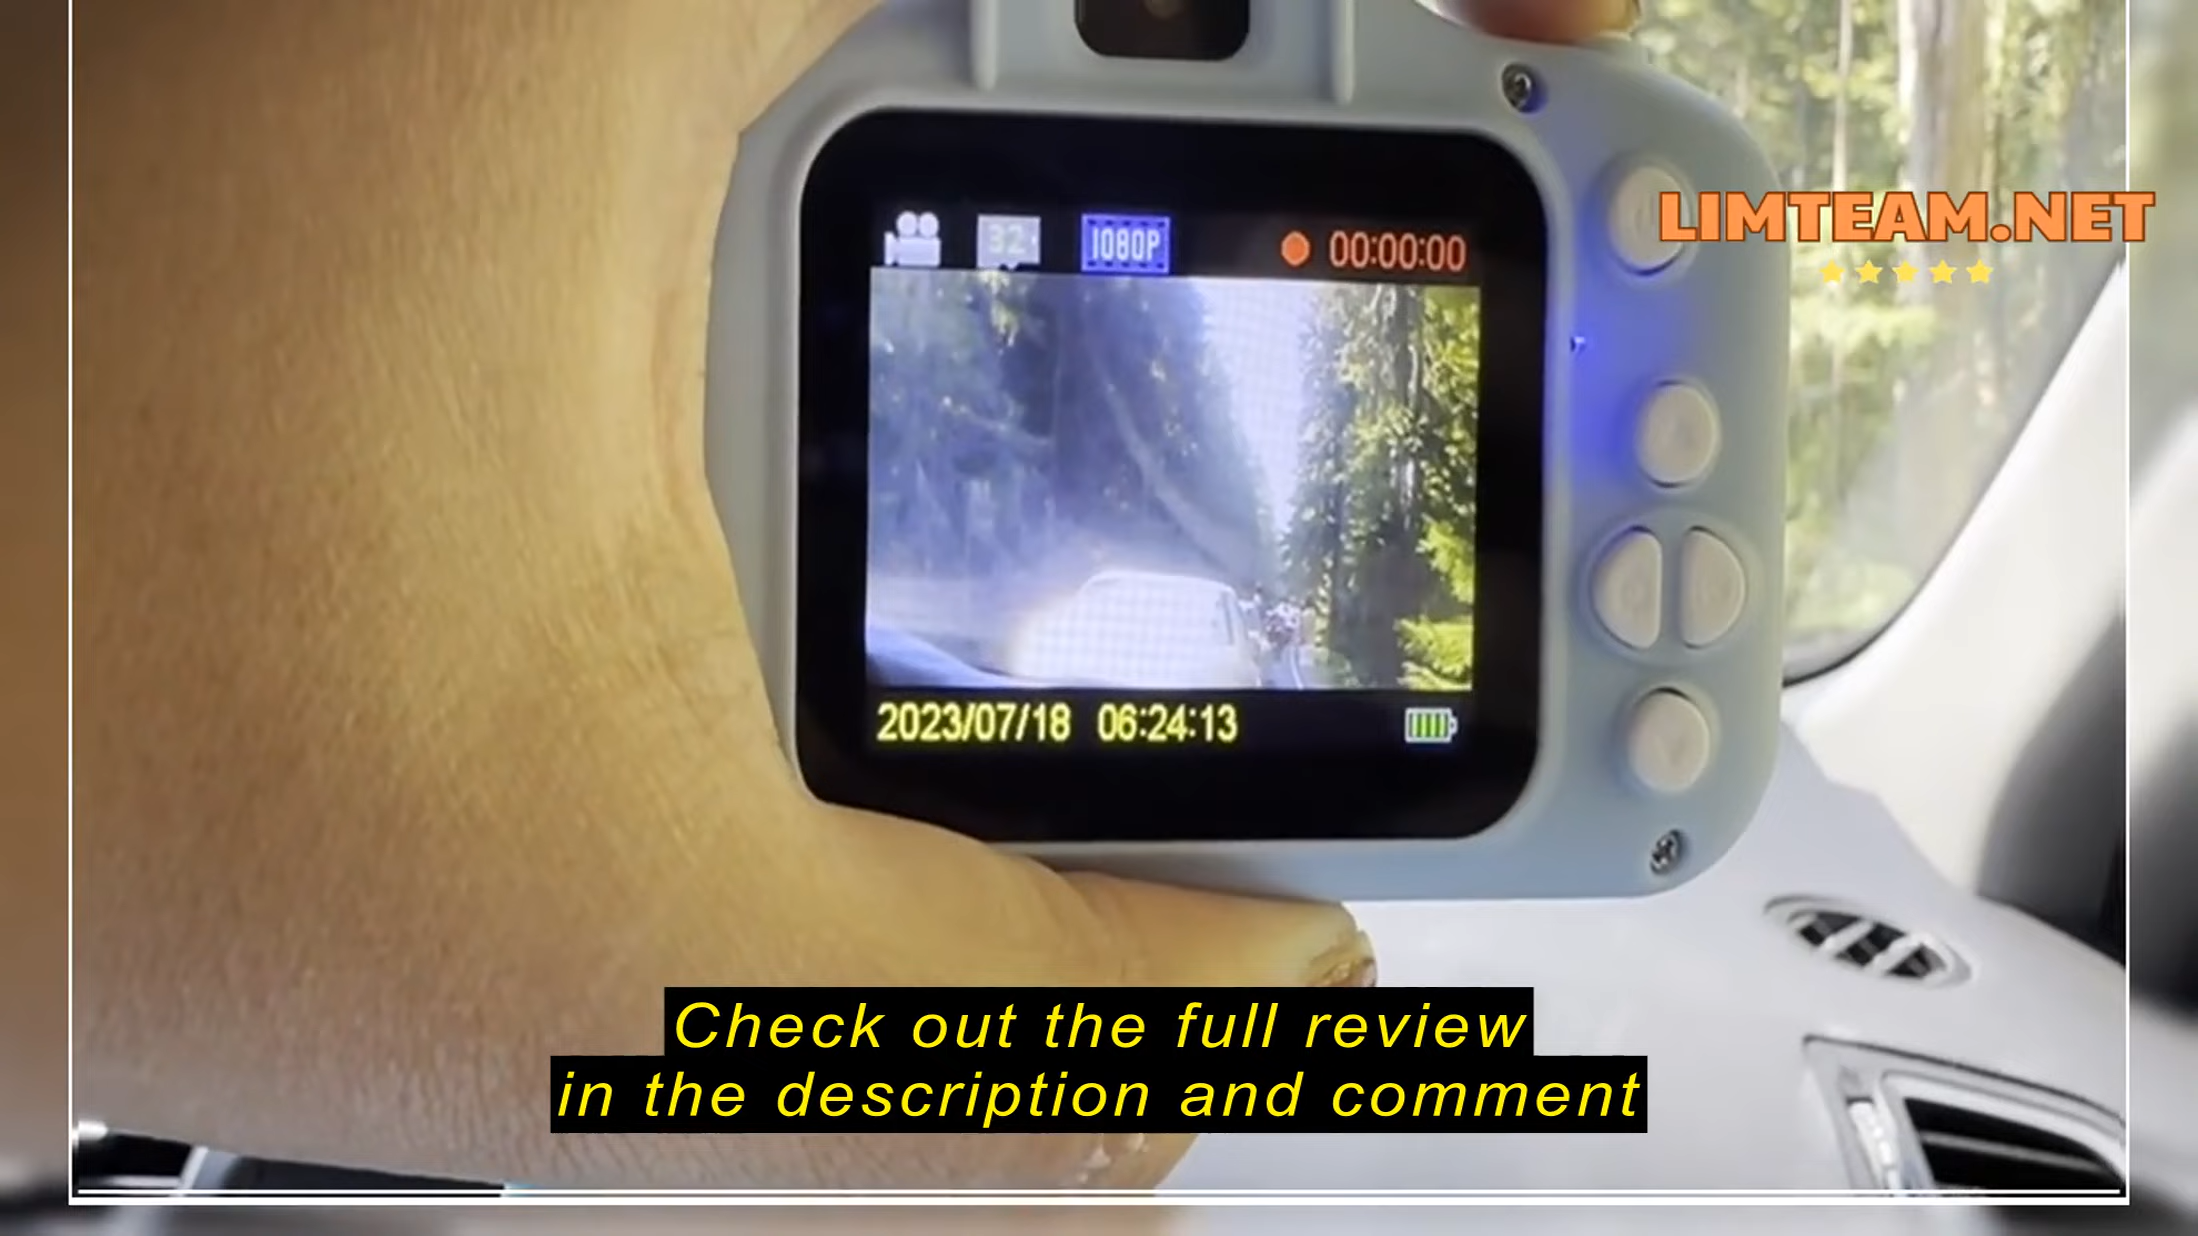 32
1080P
00:00:00
LIMTEAM.NET
2023/07/18 06:24:13
Check out the full review
in the description and comment